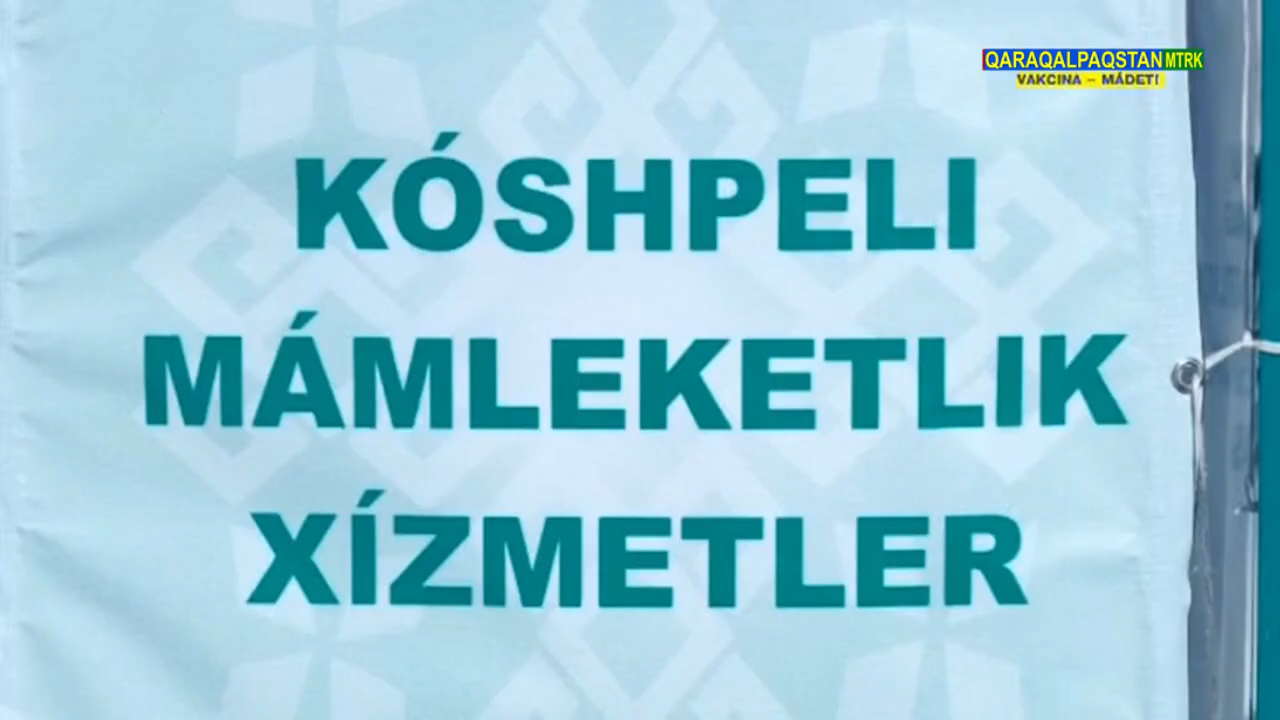 QARAQALPAQSTAN MTRK
VAKCINA – MÁDETI
KÓSHPELI
MÁMLEKETLIK
XÍZMETLER